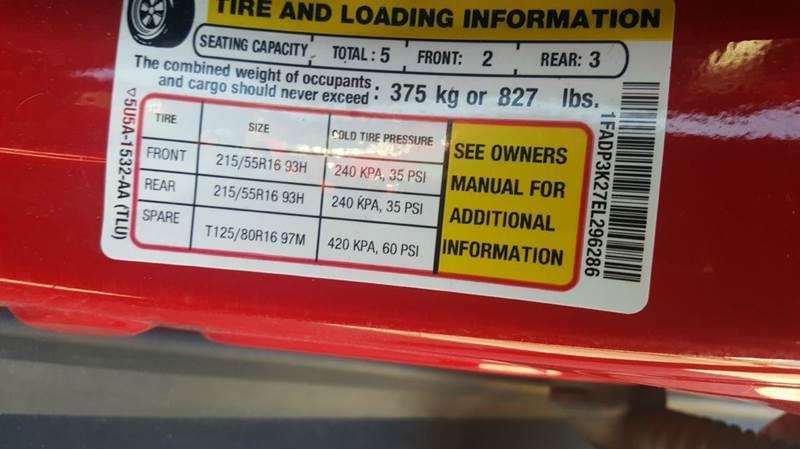 TIRE AND LOADING INFORMATION
SEATING CAPACITY TOTAL : 5 FRONT: 2 REAR: 3
The combined weight of occupants and cargo should never exceed : 375 kg or 827 lbs.
TIRE SIZE COLD TIRE PRESSURE
FRONT 215/55R16 93H 240 KPA, 35 PSI
REAR 215/55R16 93H 240 KPA, 35 PSI
SPARE T125/80R16 97M 420 KPA, 60 PSI
SEE OWNERS
MANUAL FOR
ADDITIONAL
INFORMATION
5U5A-1532-AA (TLU)
1FADP3K27EL296286